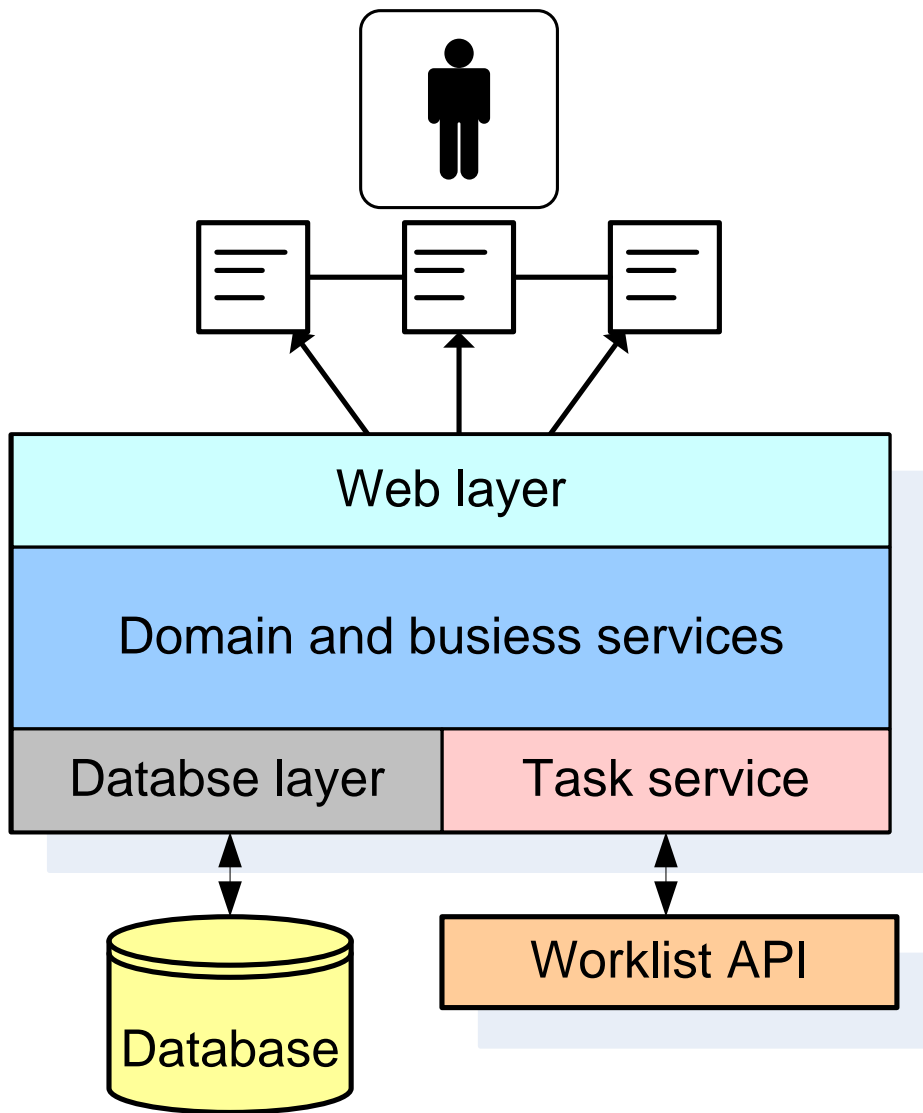 Web layer
Domain and busiess services
Databse layer
Task service
Worklist API
Database